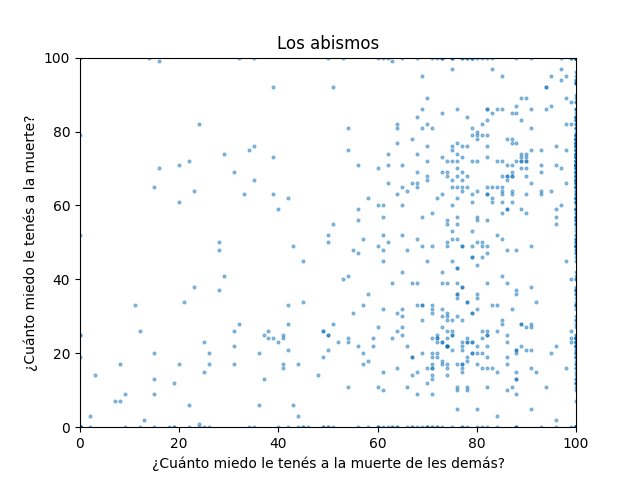 Los abismos
¿Cuánto miedo le tenés a la muerte?
100
80
60
40
20
0
0 20 40 60 80 100
¿Cuánto miedo le tenés a la muerte de les demás?